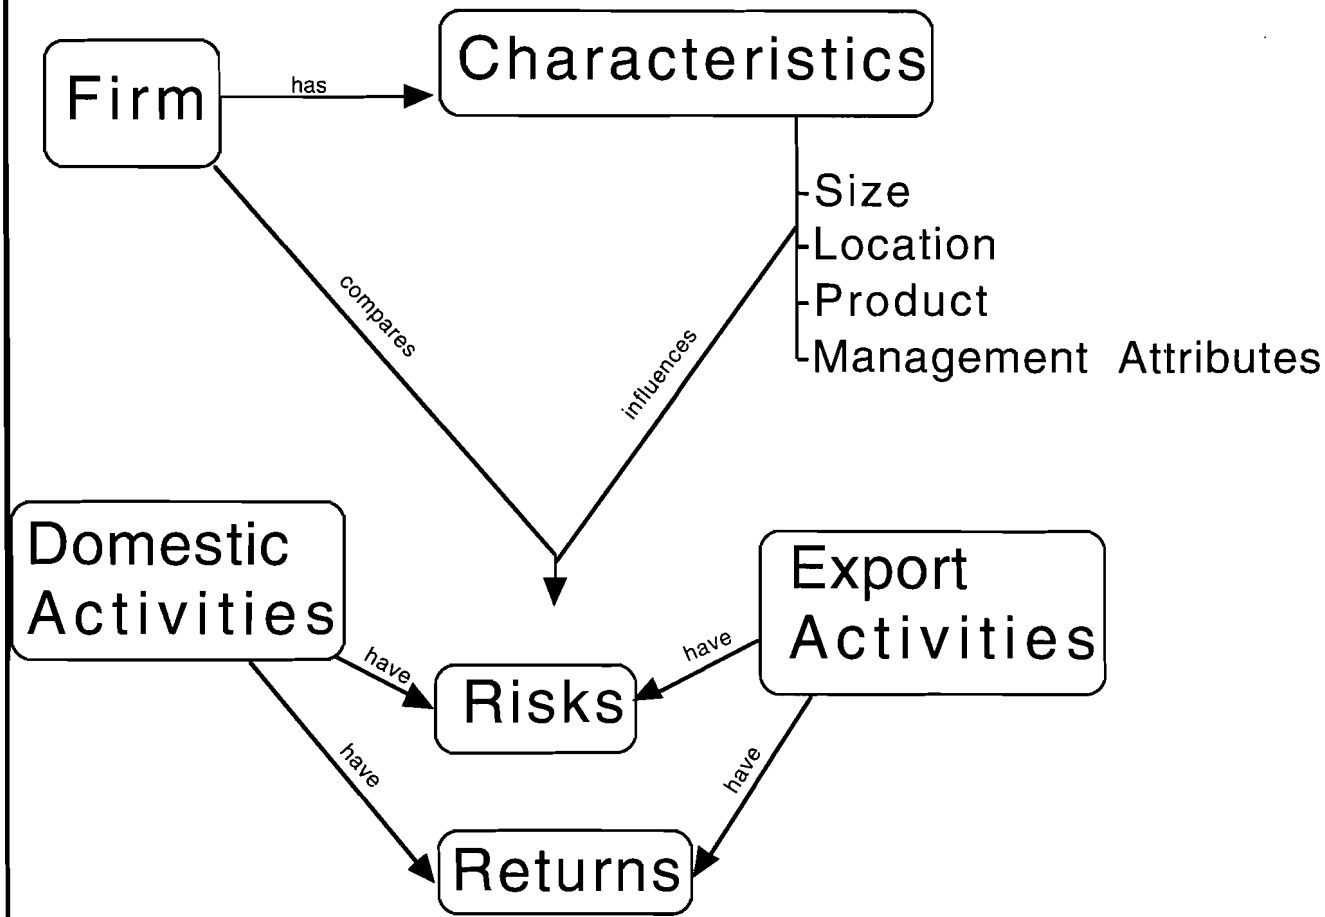 Characteristics
Firm
has
Size
Location
Product
Management Attributes
compares
influences
Domestic
Activities
Export
Activities
have
have
Risks
have
have
Returns